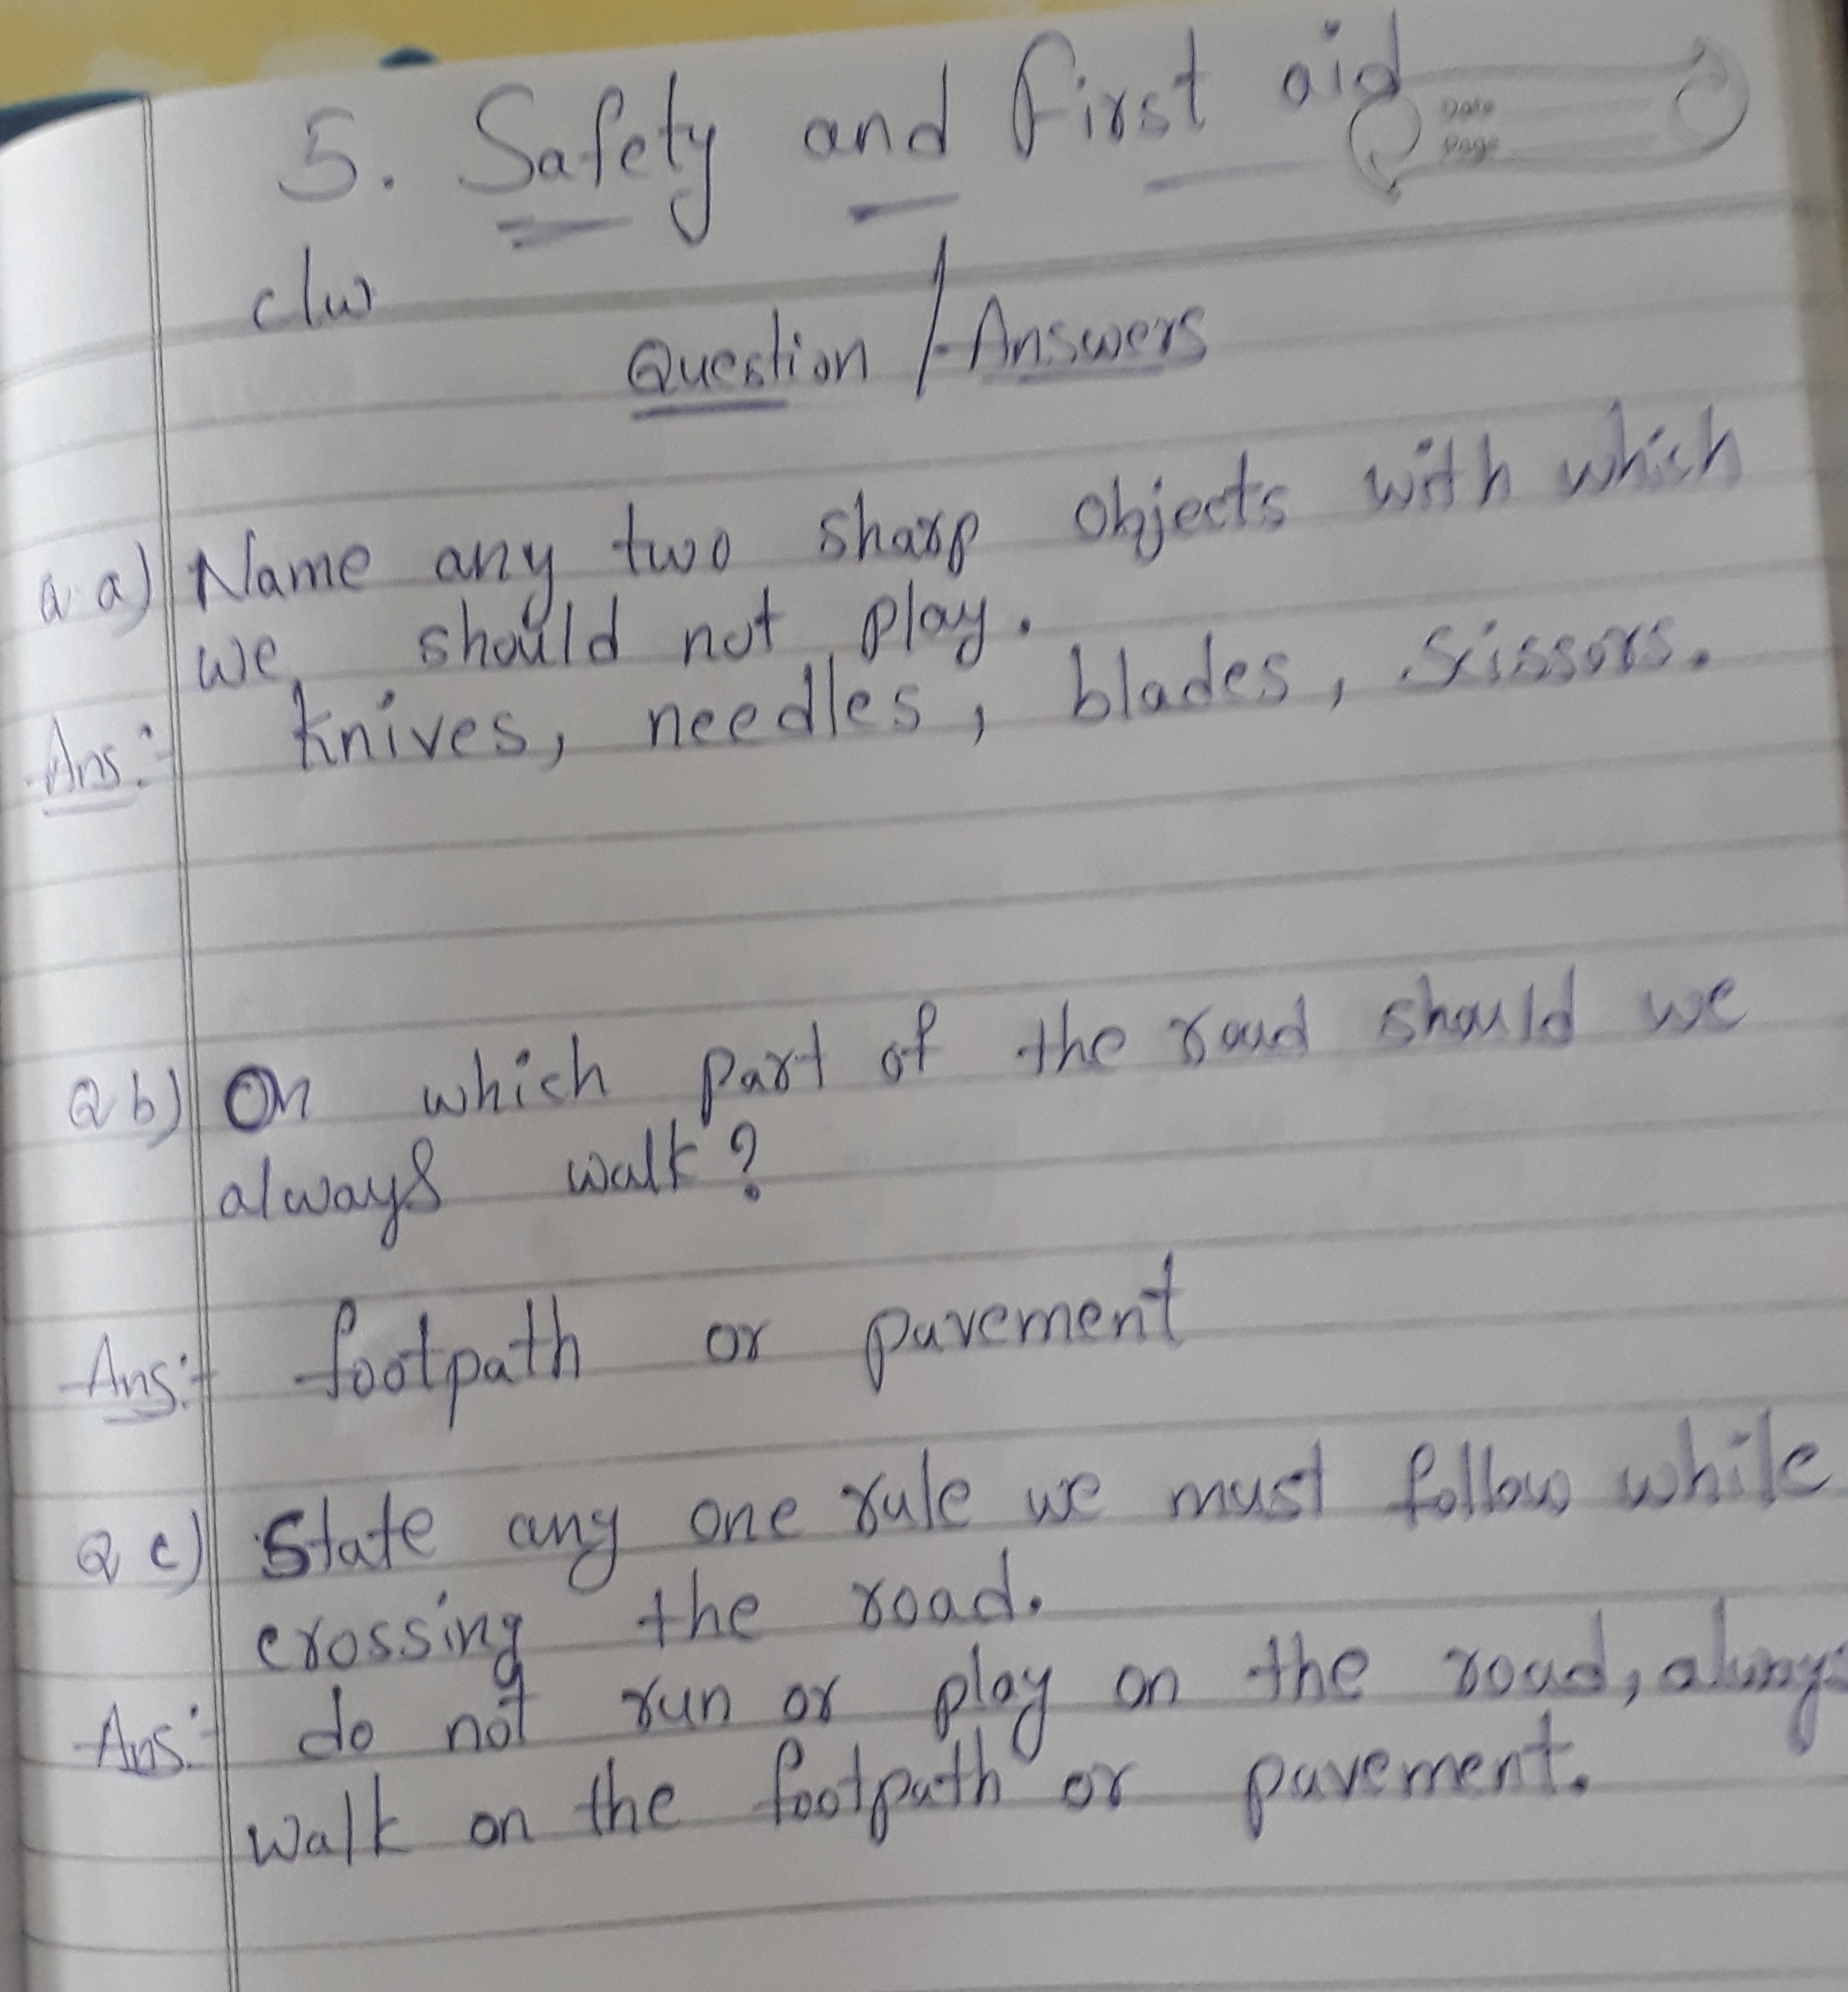 5. Safety and first aid
Date
Page
c/w
Question / Answers
Q a) Name any two sharp objects with which
we should not play.
Ans:- knives, needles, blades, scissors.
Q b) On which part of the road should we
always walk?
Ans:- footpath or pavement
Q c) State any one rule we must follow while
crossing the road.
Ans:- do not run or play on the road, always
walk on the footpath or pavement.